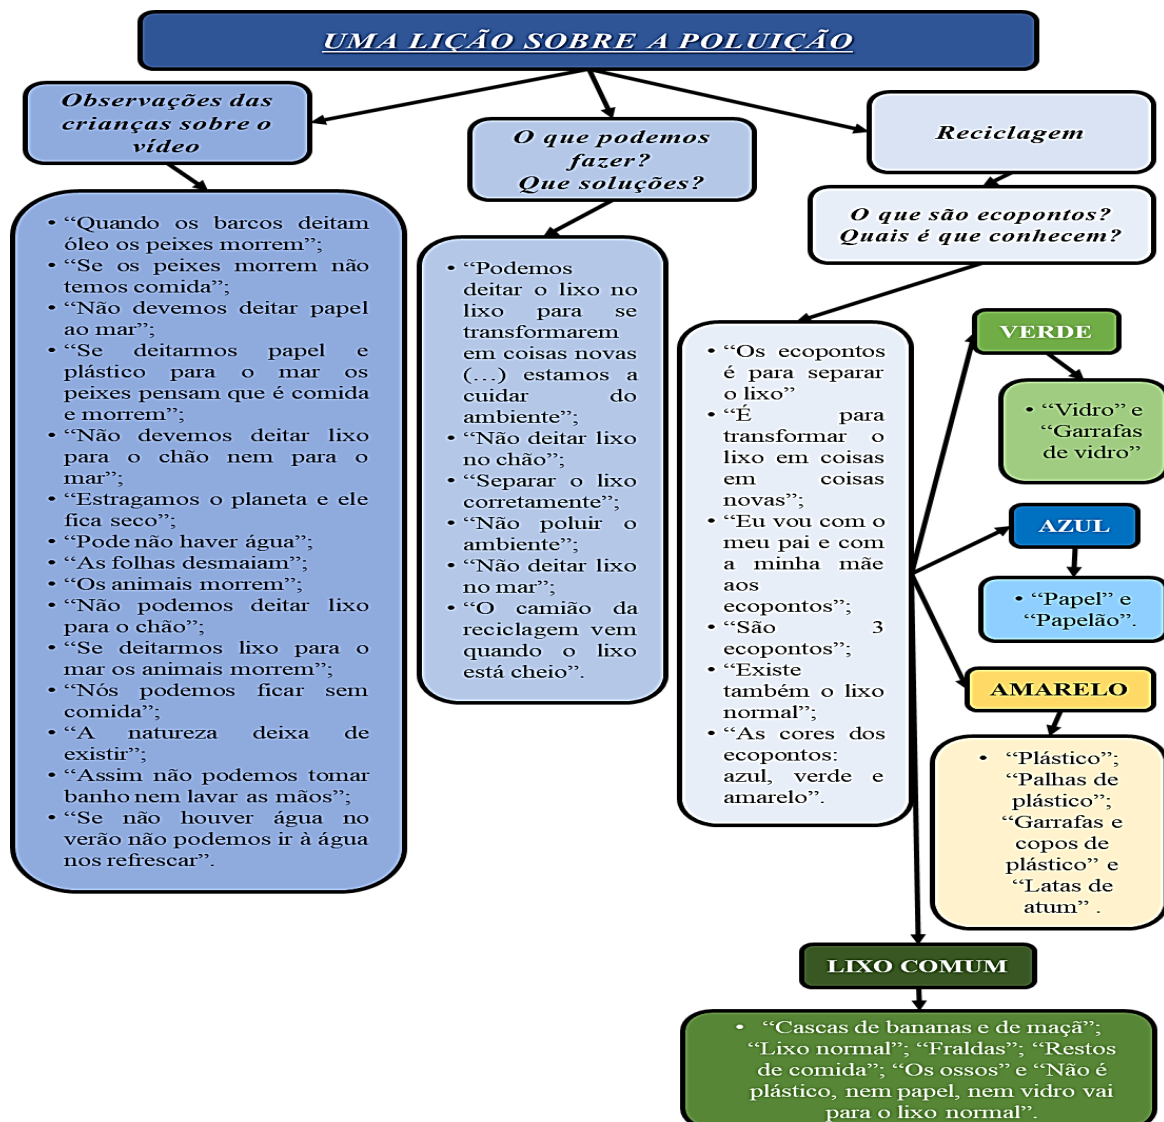 UMA LIÇÃO SOBRE A POLUIÇÃO
Observações das
crianças sobre o
vídeo
• “Quando os barcos deitam
óleo os peixes morrem”;
• “Se os peixes morrem não
temos comida”;
• “Não devemos deitar papel
ao mar”;
• “Se deitarmos papel e
plástico para o mar os
peixes pensam que é comida
e morrem”;
• “Não devemos deitar lixo
para o chão nem para o
mar”;
• “Estragamos o planeta e ele
fica seco”;
• “Pode não haver água”;
• “As folhas desmaiam”;
• “Os animais morrem”;
• “Não podemos deitar lixo
para o chão”;
• “Se deitarmos lixo para o
mar os animais morrem”;
• “Nós podemos ficar sem
comida”;
• “A natureza deixa de
existir”;
• “Assim não podemos tomar
banho nem lavar as mãos”;
• “Se não houver água no
verão não podemos ir à água
nos refrescar”.
O que podemos
fazer?
Que soluções?
• “Podemos
deitar o lixo no
lixo para se
transformarem
em coisas novas
(…) estamos a
cuidar do
ambiente”;
• “Não deitar lixo
no chão”;
• “Separar o lixo
corretamente”;
• “Não poluir o
ambiente”;
• “Não deitar lixo
no mar”;
• “O camião da
reciclagem vem
quando o lixo
está cheio”.
Reciclagem
O que são ecopontos?
Quais é que conhecem?
• “Os ecopontos
é para separar
o lixo”
• “É para
transformar o
lixo em coisas
em coisas
novas”;
• “Eu vou com o
meu pai e com
a minha mãe
aos
ecopontos”;
• “São 3
ecopontos”;
• “Existe
também o lixo
normal”;
• “As cores dos
ecopontos:
azul, verde e
amarelo”.
VERDE
• “Vidro” e
“Garrafas
de vidro”
AZUL
• “Papel” e
“Papelão”.
AMARELO
• “Plástico”;
“Palhas de
plástico”;
“Garrafas e
copos de
plástico” e
“Latas de
atum” .
LIXO COMUM
• “Cascas de bananas e de maçã”;
“Lixo normal”; “Fraldas”; “Restos
de comida”; “Os ossos” e “Não é
plástico, nem papel, nem vidro vai
para o lixo normal”.